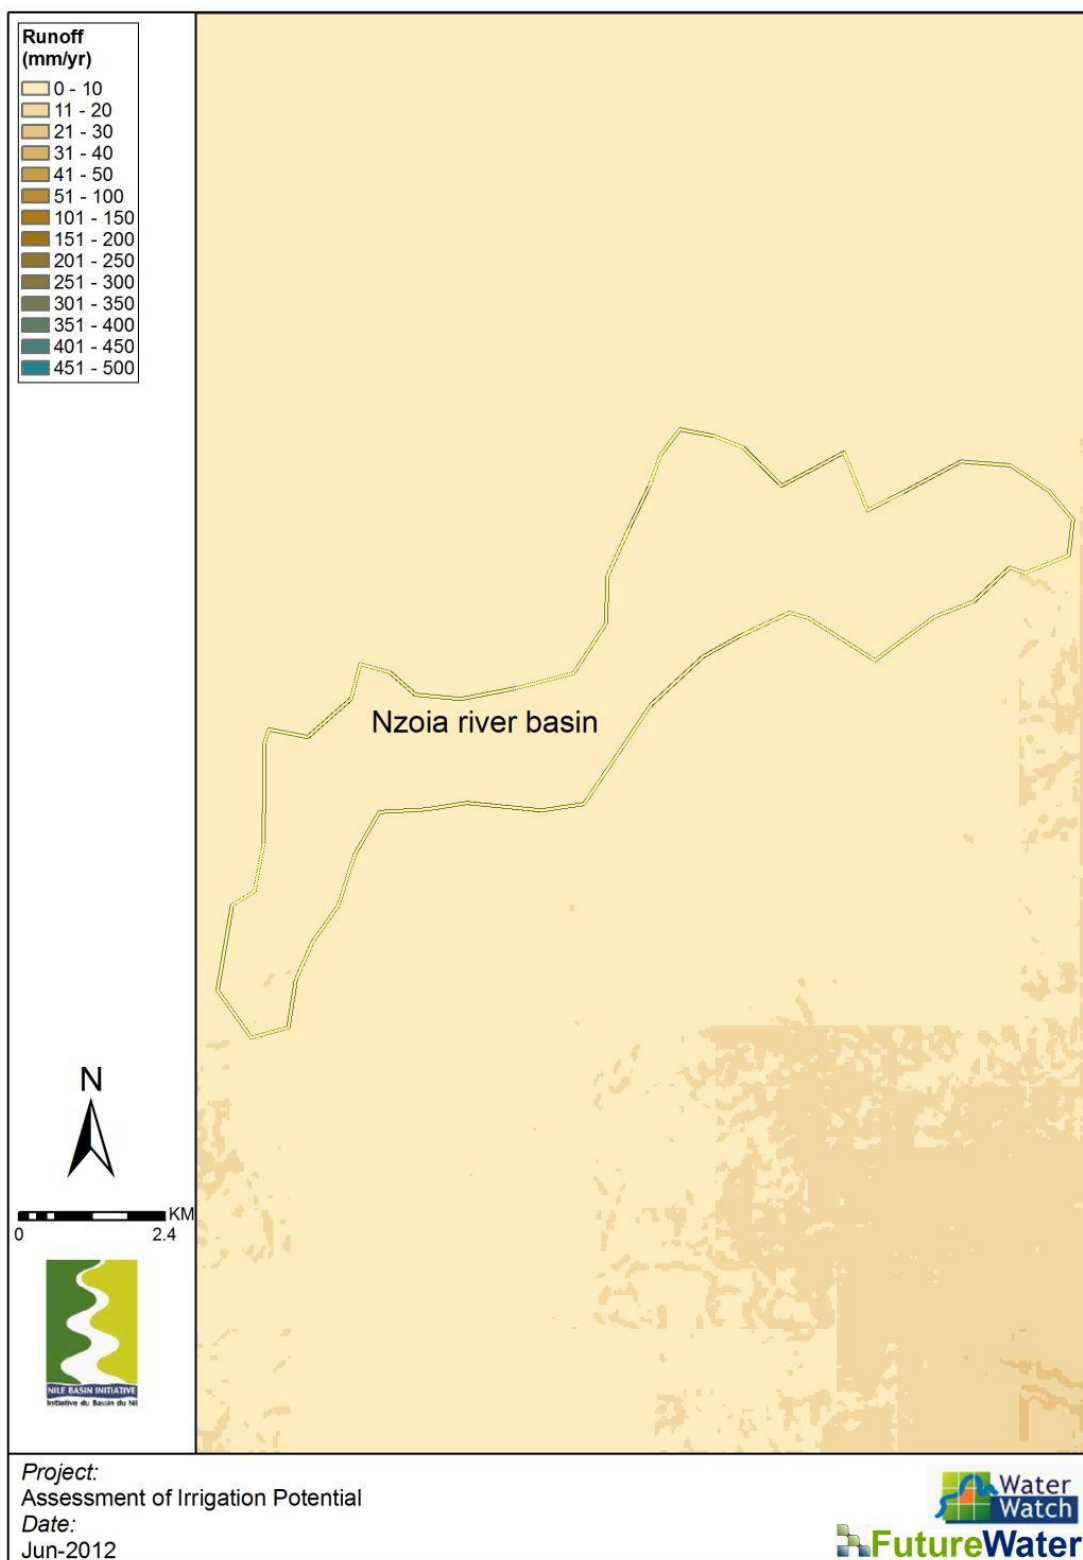 Runoff
(mm/yr)
0 - 10
11 - 20
21 - 30
31 - 40
41 - 50
51 - 100
101 - 150
151 - 200
201 - 250
251 - 300
301 - 350
351 - 400
401 - 450
451 - 500
Nzoia river basin
N
KM
0 2.4
NILE BASIN INITIATIVE
Initiative du Bassin du Nil
Project:
Assessment of Irrigation Potential
Date:
Jun-2012
Water
Watch
FutureWater